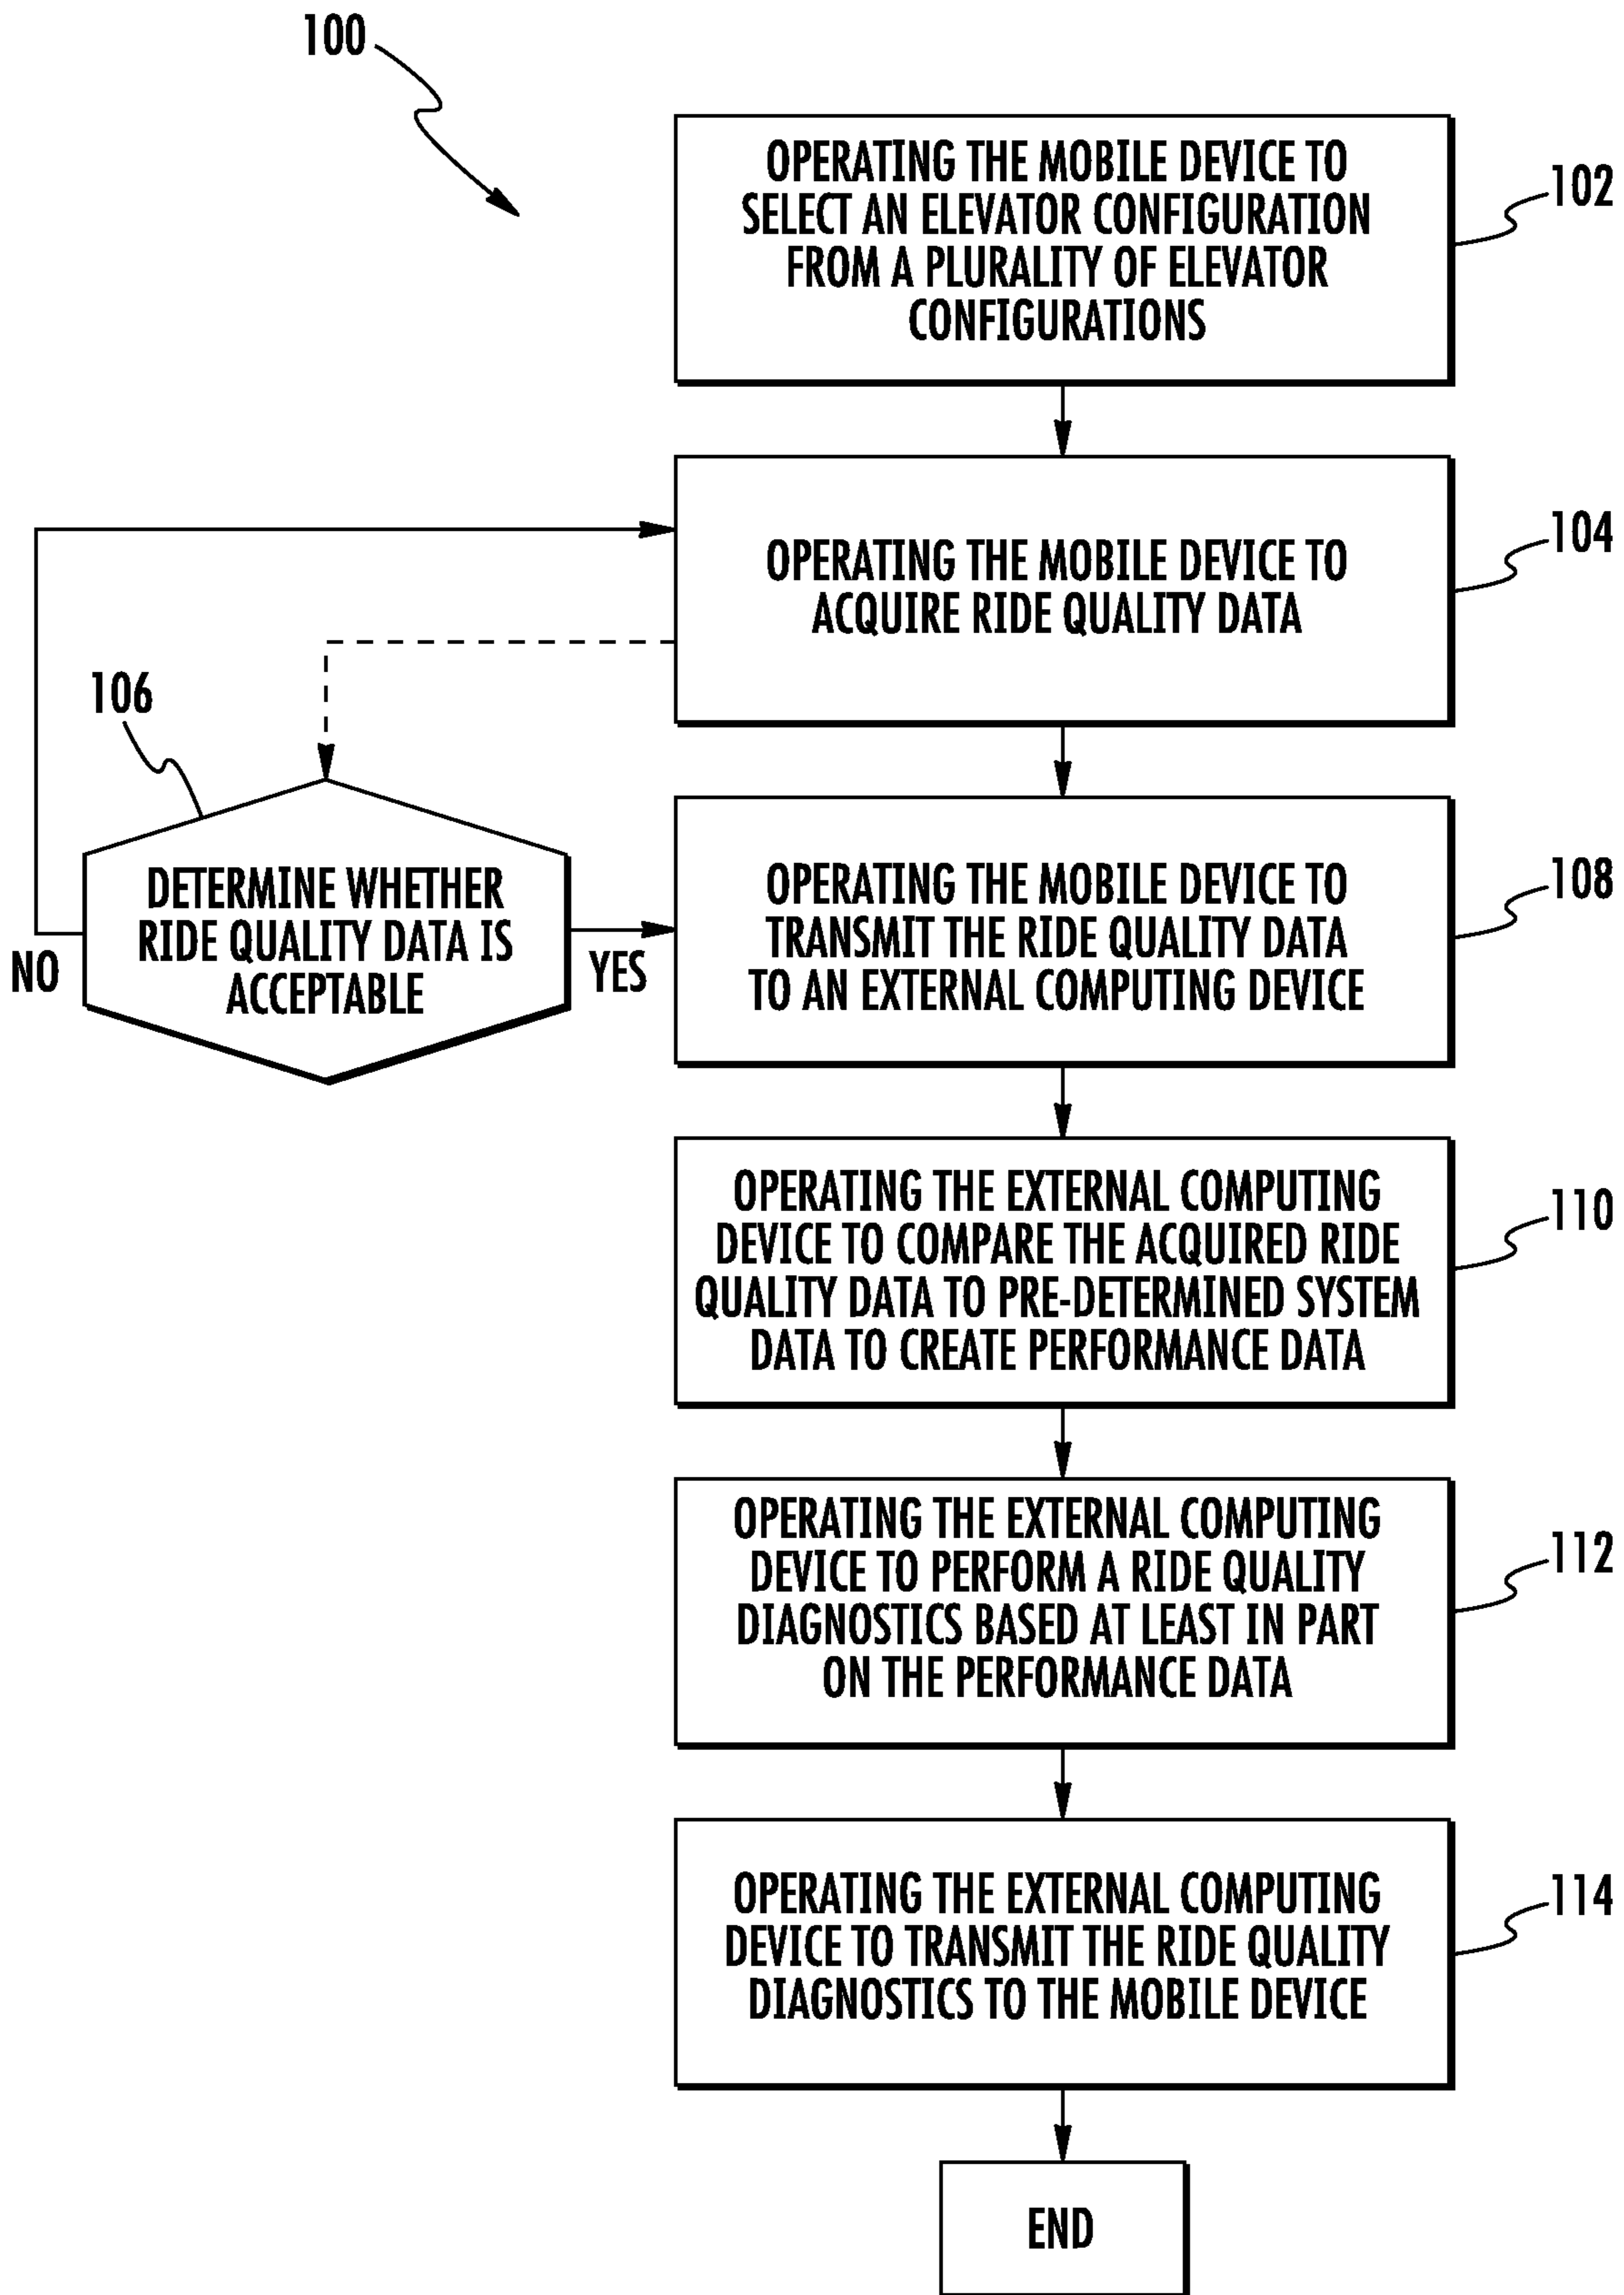 100
OPERATING THE MOBILE DEVICE TO
SELECT AN ELEVATOR CONFIGURATION
FROM A PLURALITY OF ELEVATOR
CONFIGURATIONS
102
OPERATING THE MOBILE DEVICE TO
ACQUIRE RIDE QUALITY DATA
104
106
DETERMINE WHETHER
RIDE QUALITY DATA IS
ACCEPTABLE
NO
YES
OPERATING THE MOBILE DEVICE TO
TRANSMIT THE RIDE QUALITY DATA
TO AN EXTERNAL COMPUTING DEVICE
108
OPERATING THE EXTERNAL COMPUTING
DEVICE TO COMPARE THE ACQUIRED RIDE
QUALITY DATA TO PRE-DETERMINED SYSTEM
DATA TO CREATE PERFORMANCE DATA
110
OPERATING THE EXTERNAL COMPUTING
DEVICE TO PERFORM A RIDE QUALITY
DIAGNOSTICS BASED AT LEAST IN PART
ON THE PERFORMANCE DATA
112
OPERATING THE EXTERNAL COMPUTING
DEVICE TO TRANSMIT THE RIDE QUALITY
DIAGNOSTICS TO THE MOBILE DEVICE
114
END